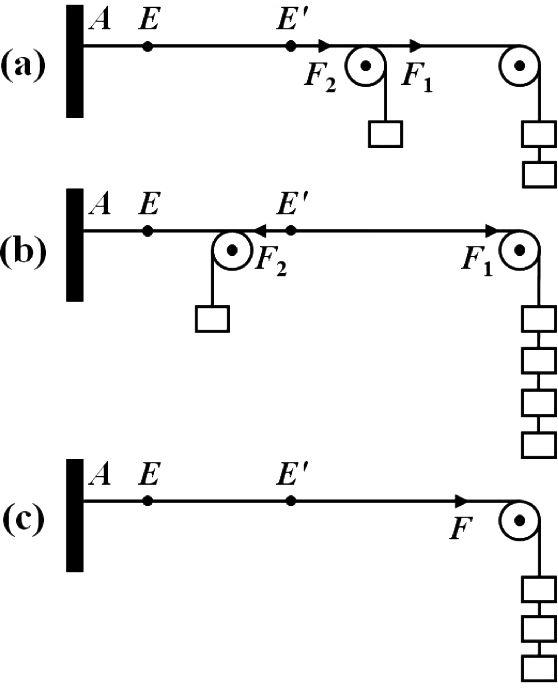 A E E'
(a) F₂ F₁
A E E'
(b) F₂ F₁
A E E'
(c) F